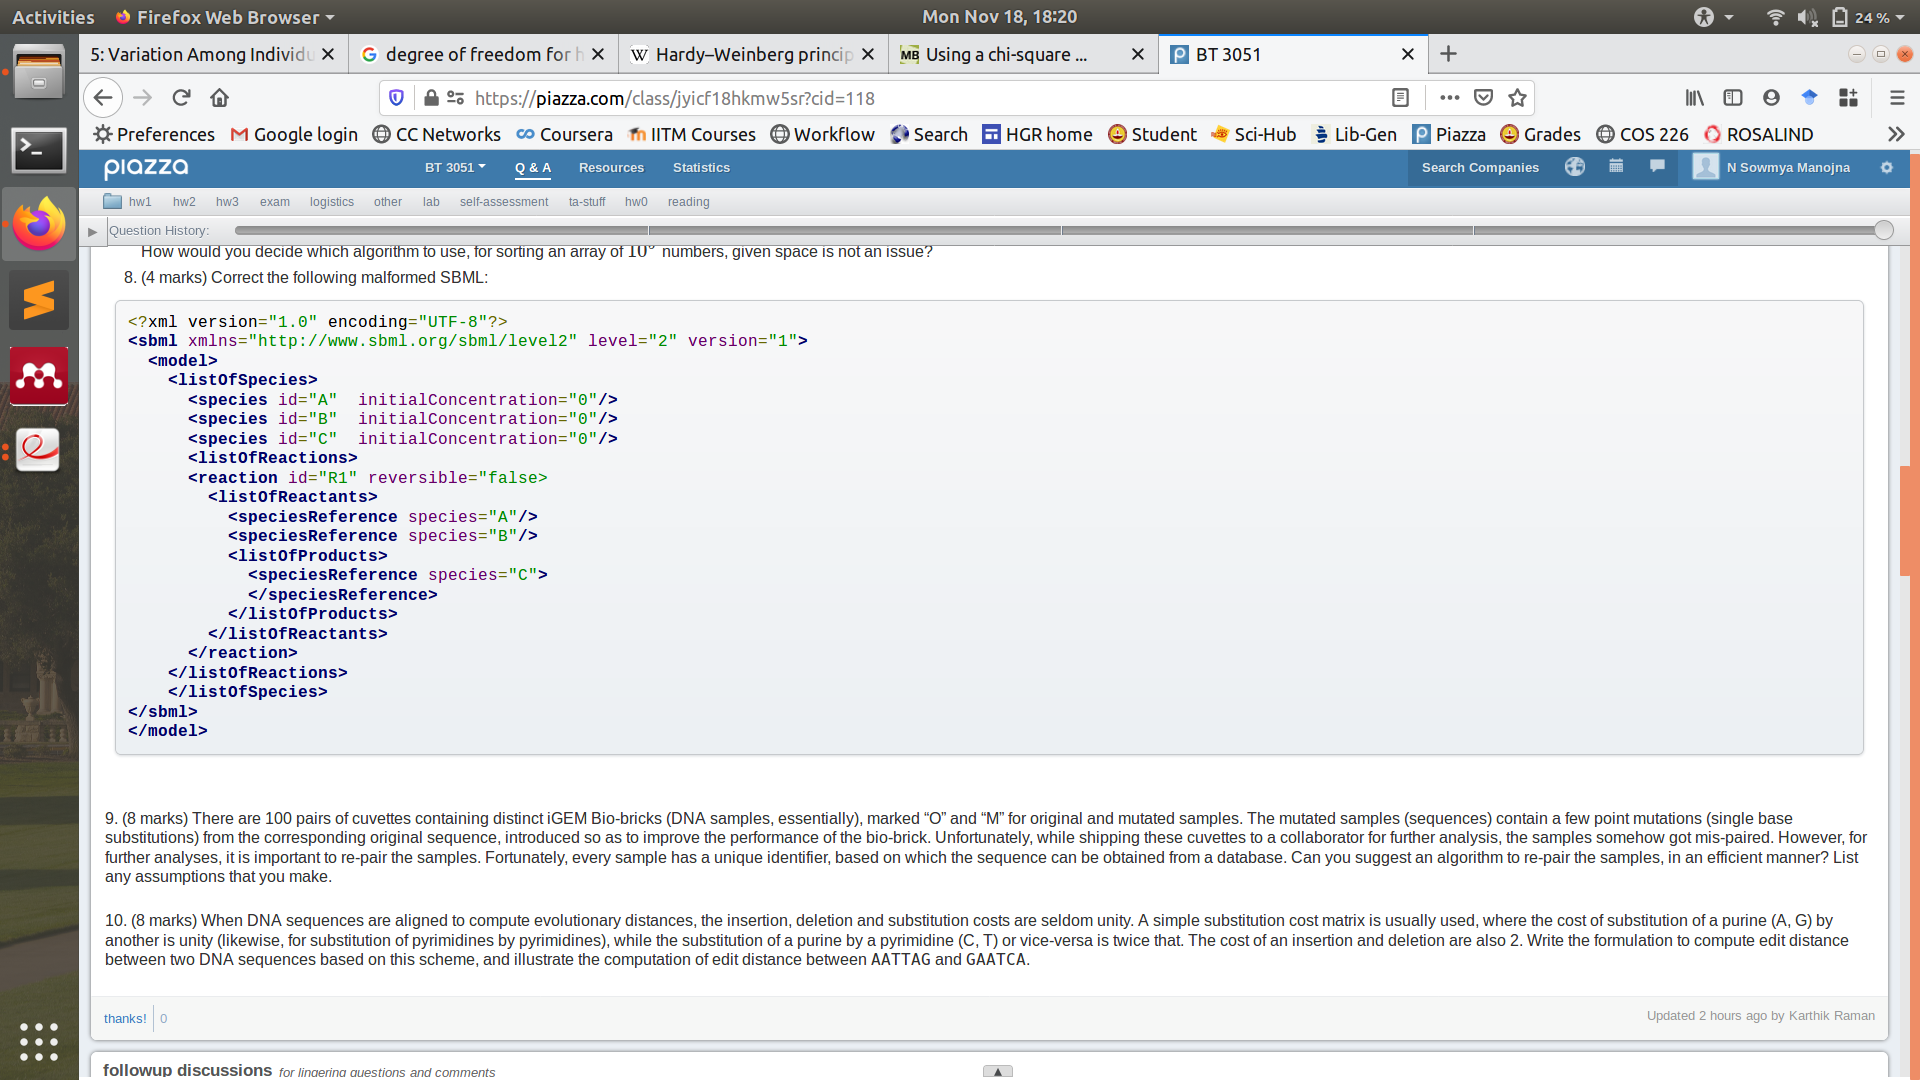 Activities Firefox Web Browser Mon Nov 18, 18:20 24 %
5: Variation Among Individu degree of freedom for h Hardy–Weinberg princip MB Using a chi-square ... BT 3051
https://piazza.com/class/jyicf18hkmw5sr?cid=118
Preferences Google login CC Networks Coursera IITM Courses Workflow Search HGR home Student Sci-Hub Lib-Gen Piazza Grades COS 226 ROSALIND
piazza BT 3051 Q & A Resources Statistics Search Companies N Sowmya Manojna
hw1 hw2 hw3 exam logistics other lab self-assessment ta-stuff hw0 reading
Question History:
How would you decide which algorithm to use, for sorting an array of 10 numbers, given space is not an issue?
8. (4 marks) Correct the following malformed SBML:
<?xml version="1.0" encoding="UTF-8"?>
<sbml xmlns="http://www.sbml.org/sbml/level2" level="2" version="1">
<model>
<listOfSpecies>
<species id="A" initialConcentration="0"/>
<species id="B" initialConcentration="0"/>
<species id="C" initialConcentration="0"/>
<listOfReactions>
<reaction id="R1" reversible="false>
<listOfReactants>
<speciesReference species="A"/>
<speciesReference species="B"/>
<listOfProducts>
<speciesReference species="C">
</speciesReference>
</listOfProducts>
</listOfReactants>
</reaction>
</listOfReactions>
</listOfSpecies>
</sbml>
</model>
9. (8 marks) There are 100 pairs of cuvettes containing distinct iGEM Bio-bricks (DNA samples, essentially), marked “O” and “M” for original and mutated samples. The mutated samples (sequences) contain a few point mutations (single base
substitutions) from the corresponding original sequence, introduced so as to improve the performance of the bio-brick. Unfortunately, while shipping these cuvettes to a collaborator for further analysis, the samples somehow got mis-paired. However, for
further analyses, it is important to re-pair the samples. Fortunately, every sample has a unique identifier, based on which the sequence can be obtained from a database. Can you suggest an algorithm to re-pair the samples, in an efficient manner? List
any assumptions that you make.
10. (8 marks) When DNA sequences are aligned to compute evolutionary distances, the insertion, deletion and substitution costs are seldom unity. A simple substitution cost matrix is usually used, where the cost of substitution of a purine (A, G) by
another is unity (likewise, for substitution of pyrimidines by pyrimidines), while the substitution of a purine by a pyrimidine (C, T) or vice-versa is twice that. The cost of an insertion and deletion are also 2. Write the formulation to compute edit distance
between two DNA sequences based on this scheme, and illustrate the computation of edit distance between AATTAG and GAATCA.
thanks! 0 Updated 2 hours ago by Karthik Raman
followup discussions for lingering questions and comments